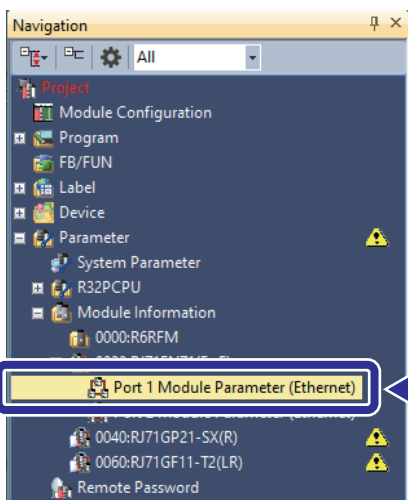 Navigation
All
Project
Module Configuration
Program
FB/FUN
Label
Device
Parameter
System Parameter
R32PCPU
Module Information
0000:R6RFM
Port 1 Module Parameter (Ethernet)
0040:RJ71GP21-SX(R)
0060:RJ71GF11-T2(LR)
Remote Password